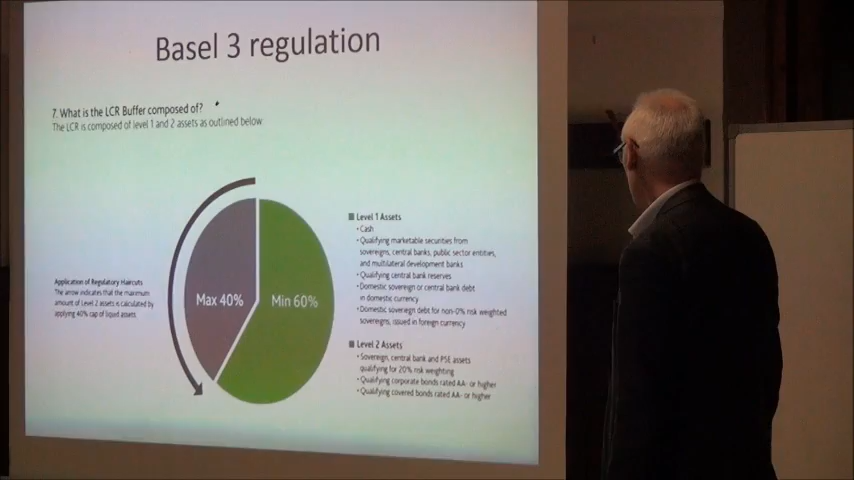 Basel 3 regulation
7. What is the LCR Buffer composed of?
The LCR is composed of level 1 and 2 assets as outlined below
Level 1 Assets
• Cash
• Qualifying marketable securities from
sovereigns, central banks, public sector entities,
and multilateral development banks
• Qualifying central bank reserves
• Domestic sovereign or central bank debt
in domestic currency
• Domestic soveriegn debt for non-0% risk weighted
sovereigns, issued in foreign currency
Application of Regulatory Haircuts
The arrow indicates that the maximum
amount of Level 2 assets is calculated by
applying 40% cap of liquid assets
Max 40%
Min 60%
Level 2 Assets
• Sovereign, central bank and PSE assets
qualifying for 20% risk weighting
• Qualifying corporate bonds rated AA- or higher
• Qualifying covered bonds rated AA- or higher